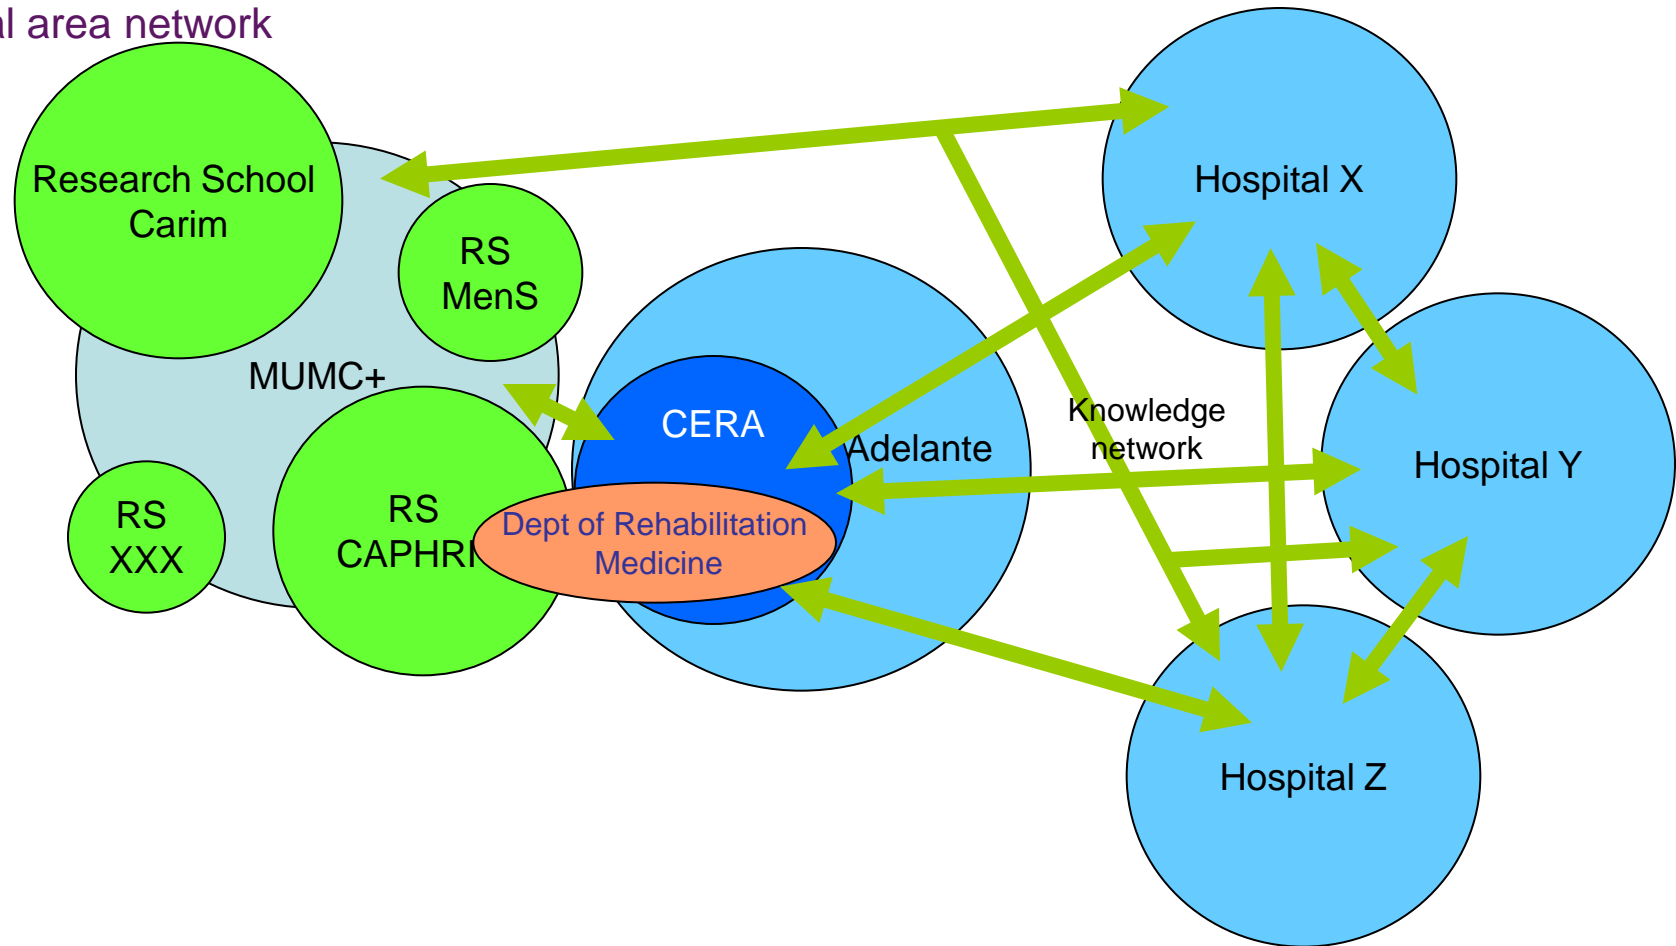 al area network
Research School
Carim
RS
MenS
MUMC+
RS
XXX
RS
CAPHRI
CERA
Adelante
Dept of Rehabilitation
Medicine
Knowledge
network
Hospital X
Hospital Y
Hospital Z